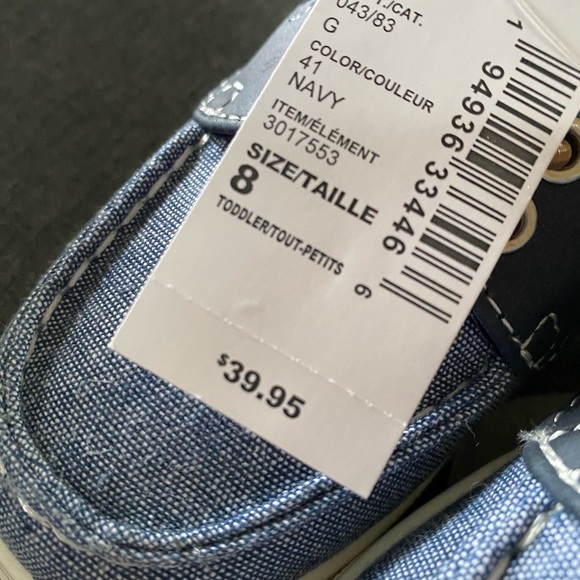 ./CAT.
043/83
G
COLOR/COULEUR
41
NAVY
ITEM/ÉLÉMENT
3017553
SIZE/TAILLE
8
TODDLER/TOUT-PETITS
1 94936 33446 6
$39.95